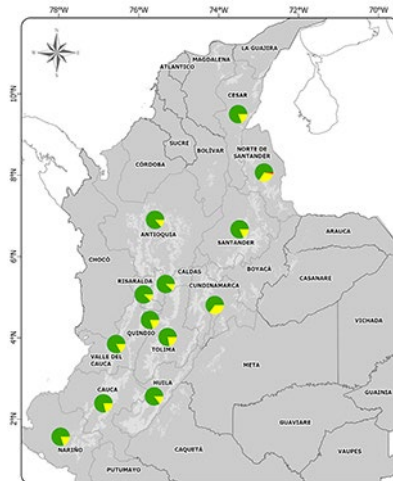 78°W 76°W 74°W 72°W 70°W
LA GUAJIRA
MAGDALENA
ATLANTICO
CESAR
10°N
SUCRÉ
BOLÍVAR
NORTE DE
SANTANDER
CÓRDOBA
8°N
ANTIOQUIA
SANTANDER
ARAUCA
CHOCÓ
BOYACÁ
6°N
RISARALDA
CALDAS
CUNDINAMARCA
CASANARE
VICHADA
QUINDIO
TOLIMA
4°N
VALLE DEL
CAUCA
META
CAUCA
HUILA
GUAINIA
2°N
GUAVIARE
NARIÑO
CAQUETÁ
VAUPES
PUTUMAYO